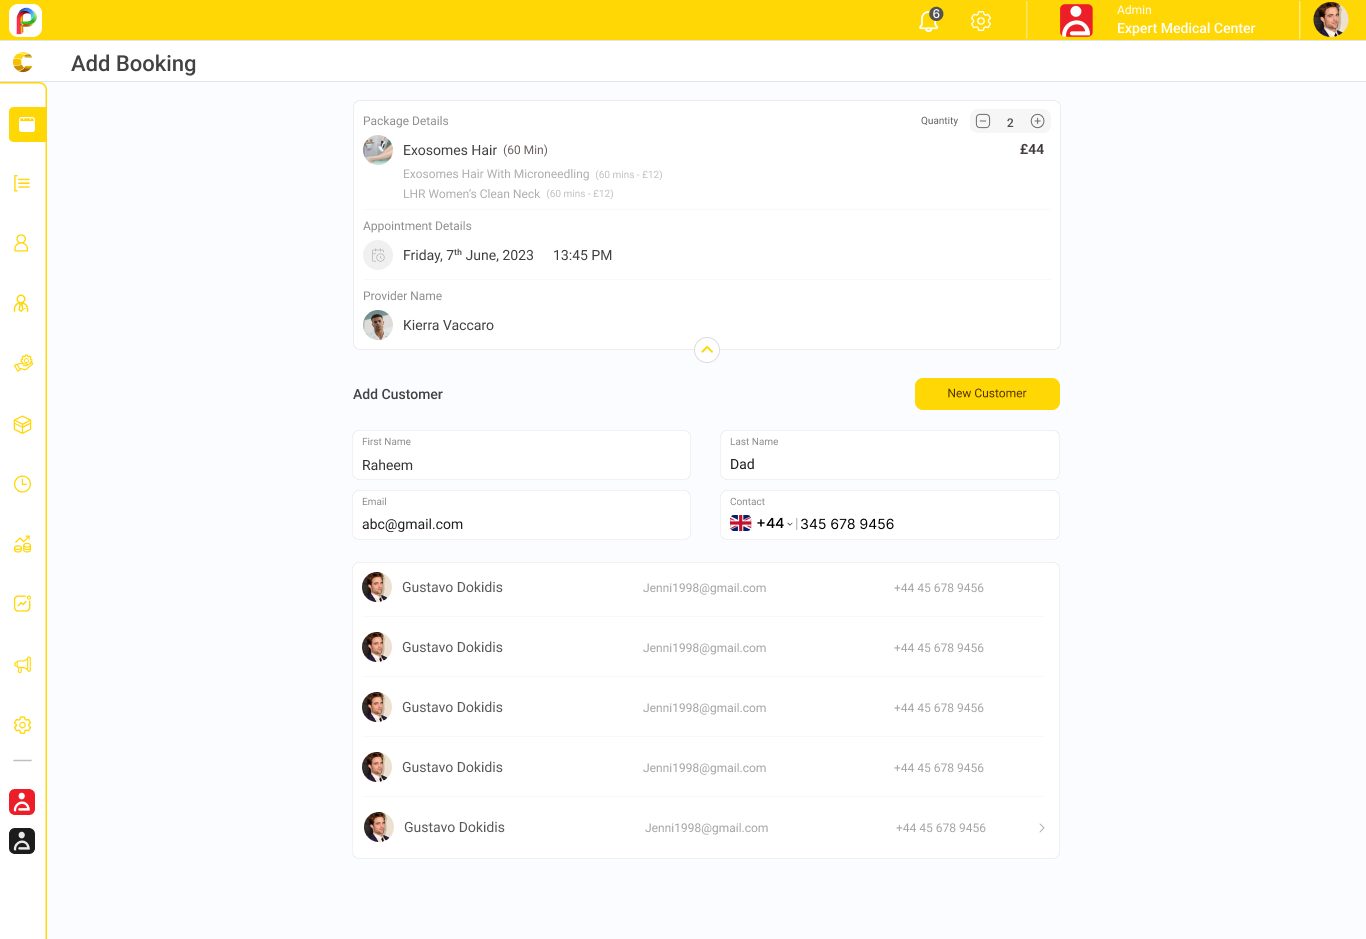 6
Admin
Expert Medical Center
Add Booking
Package Details
Quantity 2
Exosomes Hair (60 Min) £44
Exosomes Hair With Microneedling (60 mins - £12)
LHR Women's Clean Neck (60 mins - £12)
Appointment Details
Friday, 7th June, 2023 13:45 PM
Provider Name
Kierra Vaccaro
Add Customer
New Customer
First Name
Raheem
Last Name
Dad
Email
abc@gmail.com
Contact
+44 345 678 9456
Gustavo Dokidis Jenni1998@gmail.com +44 45 678 9456
Gustavo Dokidis Jenni1998@gmail.com +44 45 678 9456
Gustavo Dokidis Jenni1998@gmail.com +44 45 678 9456
Gustavo Dokidis Jenni1998@gmail.com +44 45 678 9456
Gustavo Dokidis Jenni1998@gmail.com +44 45 678 9456